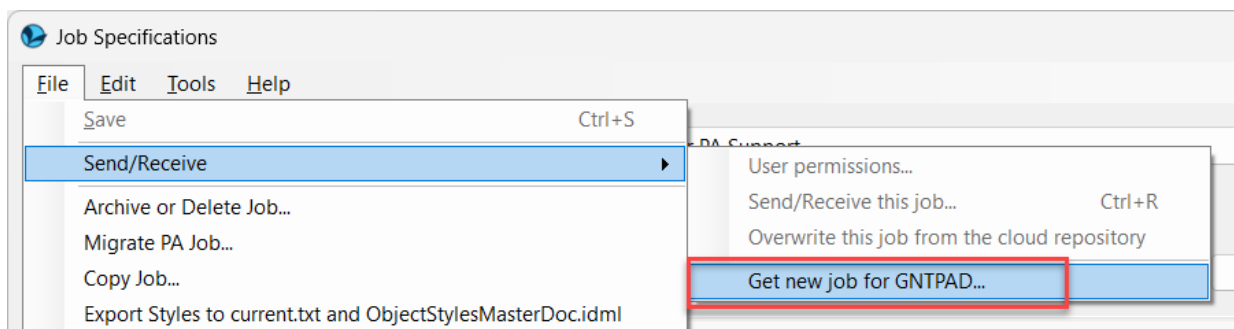 Job Specifications
File Edit Tools Help
Save Ctrl+S
Send/Receive
Archive or Delete Job...
Migrate PA Job...
Copy Job...
Export Styles to current.txt and ObjectStylesMasterDoc.idml
PA Support
User permissions...
Send/Receive this job... Ctrl+R
Overwrite this job from the cloud repository
Get new job for GNTPAD...